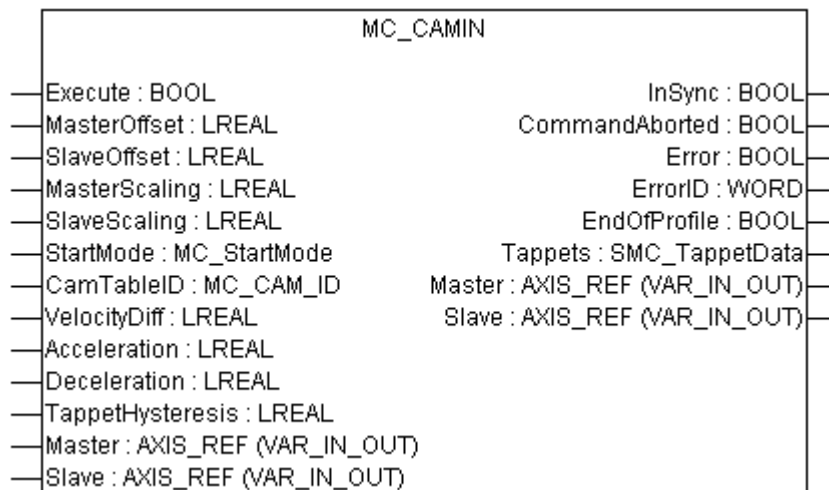 MC_CAMIN
Execute : BOOL
InSync : BOOL
MasterOffset : LREAL
CommandAborted : BOOL
SlaveOffset : LREAL
Error : BOOL
MasterScaling : LREAL
ErrorID : WORD
SlaveScaling : LREAL
EndOfProfile : BOOL
StartMode : MC_StartMode
Tappets : SMC_TappetData
CamTableID : MC_CAM_ID
Master : AXIS_REF (VAR_IN_OUT)
VelocityDiff : LREAL
Slave : AXIS_REF (VAR_IN_OUT)
Acceleration : LREAL
Deceleration : LREAL
TappetHysteresis : LREAL
Master : AXIS_REF (VAR_IN_OUT)
Slave : AXIS_REF (VAR_IN_OUT)